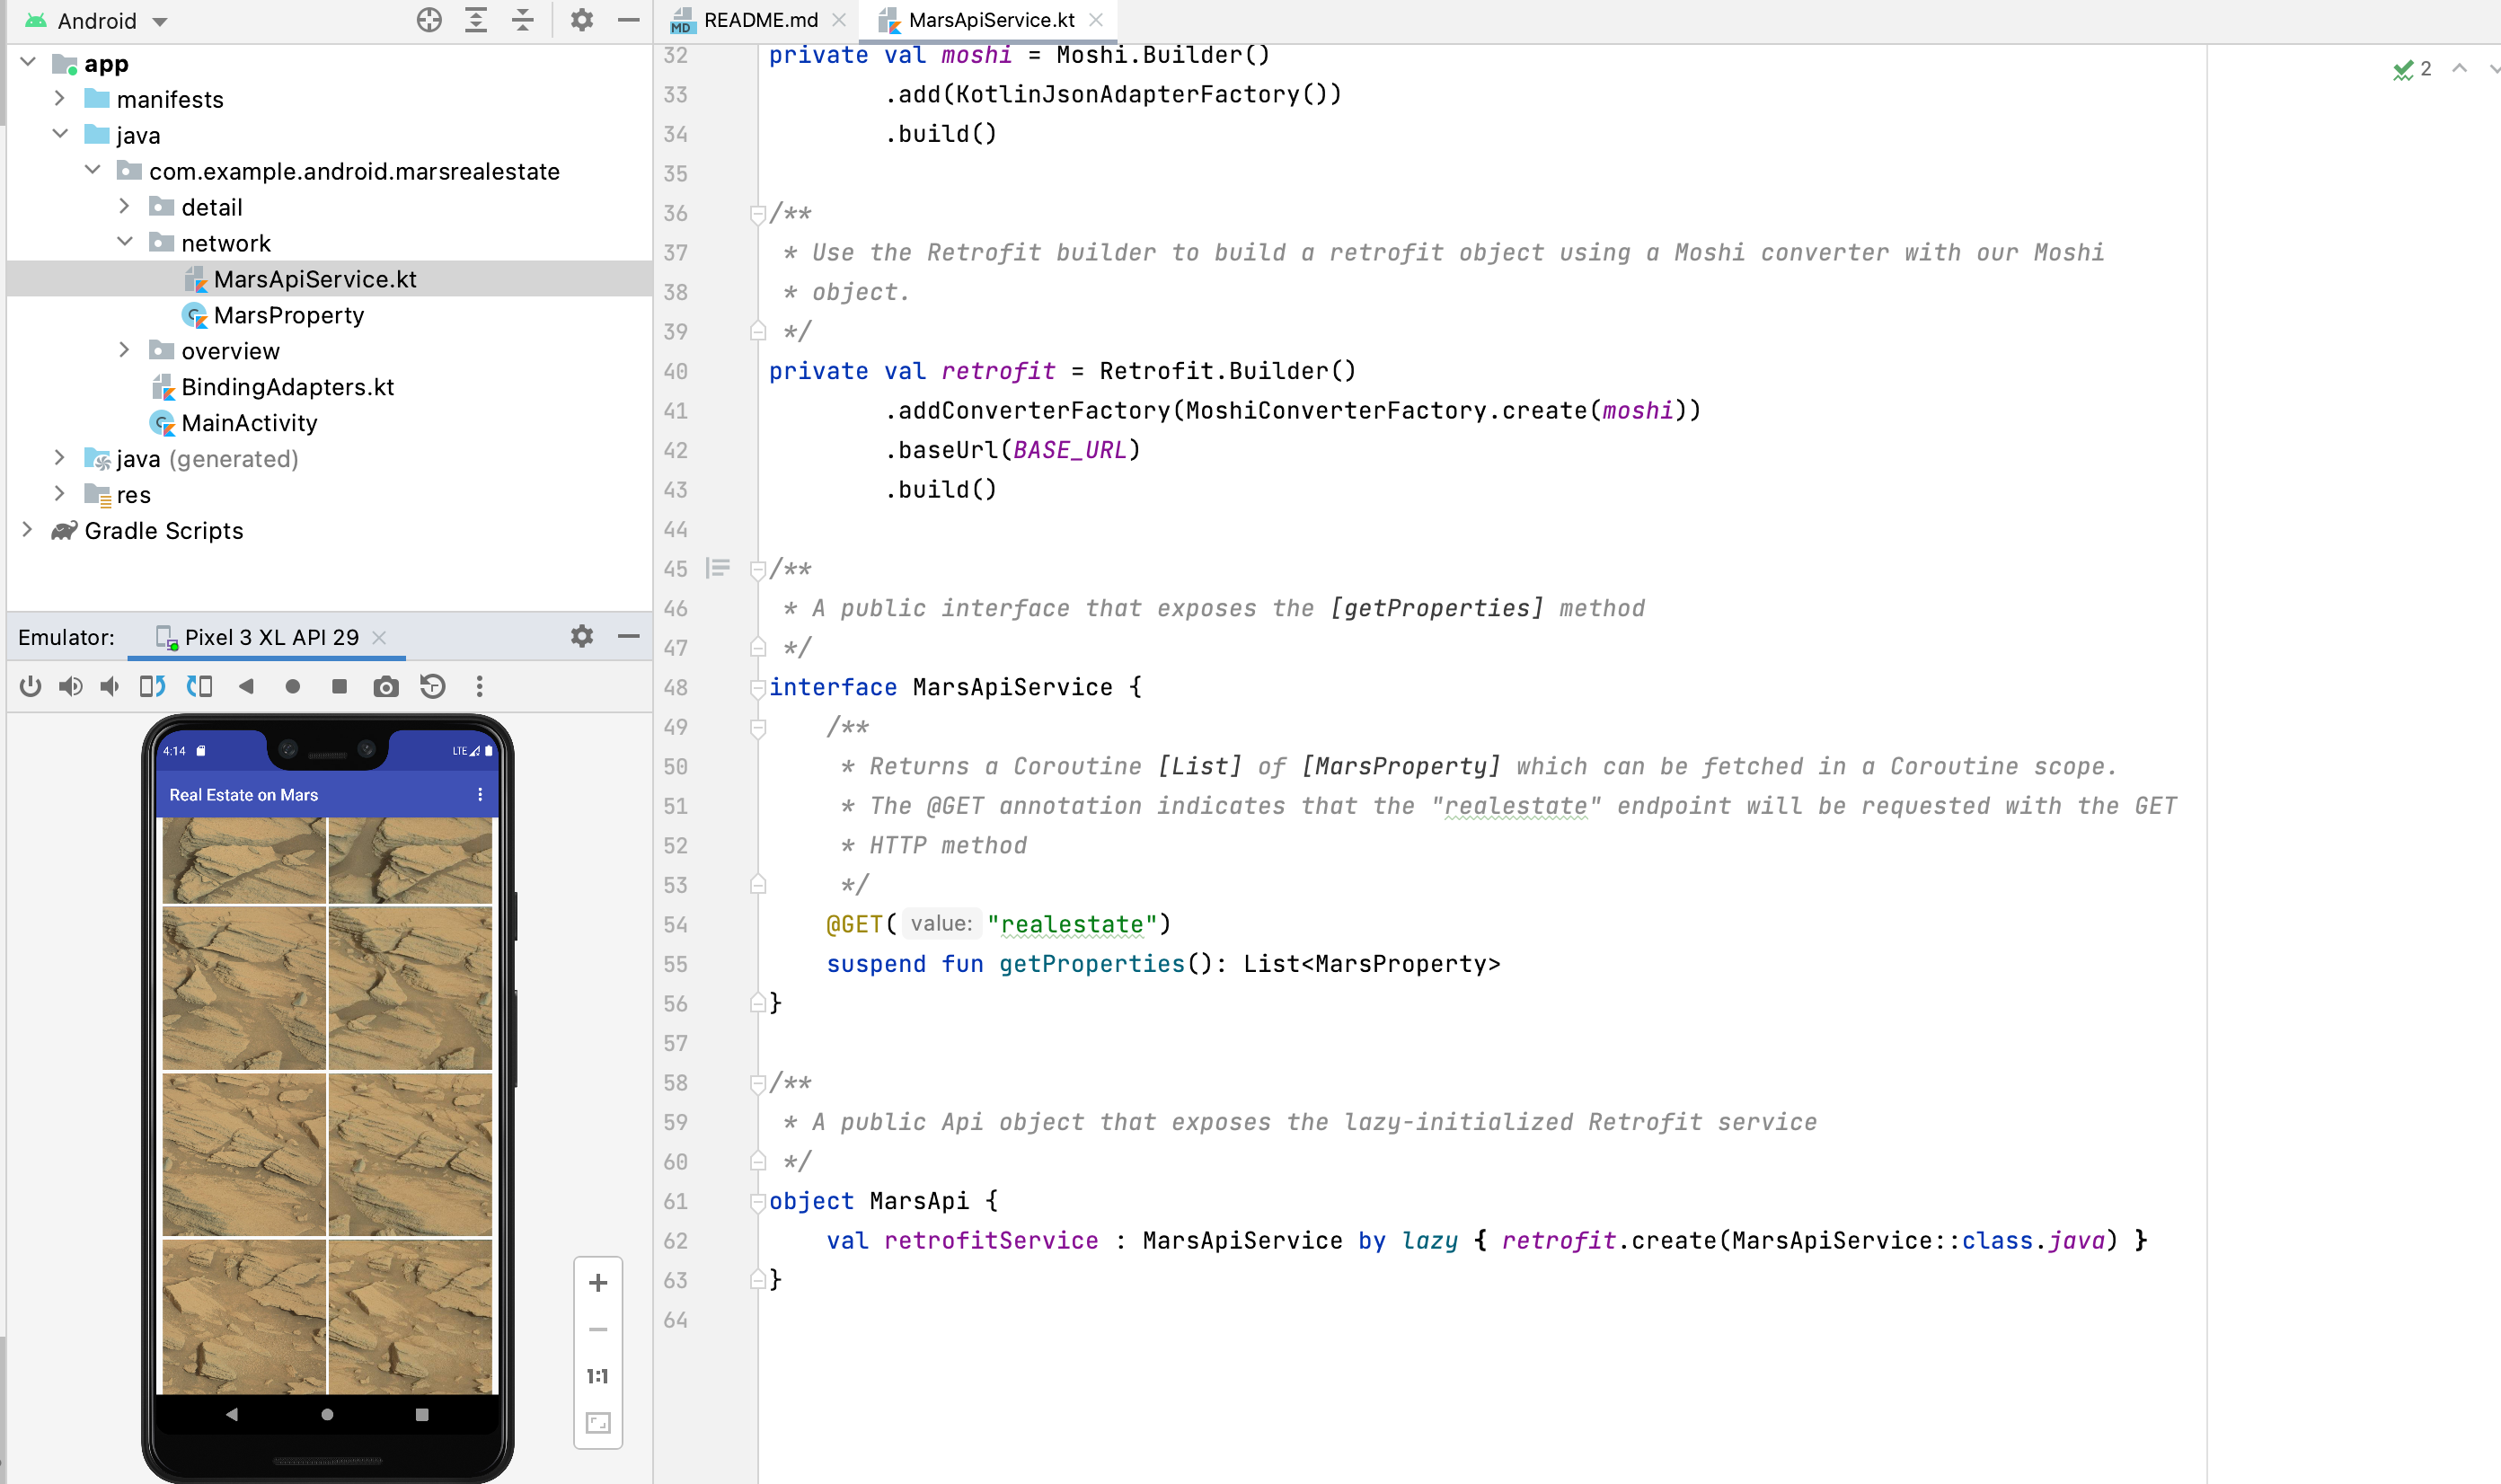 Android
app
manifests
java
com.example.android.marsrealestate
detail
network
MarsApiService.kt
MarsProperty
overview
BindingAdapters.kt
MainActivity
java (generated)
res
Gradle Scripts
Emulator: Pixel 3 XL API 29
4:14 LTE
Real Estate on Mars
1:1
README.md MarsApiService.kt
2
32 private val moshi = Moshi.Builder()
33 .add(KotlinJsonAdapterFactory())
34 .build()
35
36 /**
37 * Use the Retrofit builder to build a retrofit object using a Moshi converter with our Moshi
38 * object.
39 */
40 private val retrofit = Retrofit.Builder()
41 .addConverterFactory(MoshiConverterFactory.create(moshi))
42 .baseUrl(BASE_URL)
43 .build()
44
45 /**
46 * A public interface that exposes the [getProperties] method
47 */
48 interface MarsApiService {
49 /**
50 * Returns a Coroutine [List] of [MarsProperty] which can be fetched in a Coroutine scope.
51 * The @GET annotation indicates that the "realestate" endpoint will be requested with the GET
52 * HTTP method
53 */
54 @GET( value: "realestate")
55 suspend fun getProperties(): List<MarsProperty>
56 }
57
58 /**
59 * A public Api object that exposes the lazy-initialized Retrofit service
60 */
61 object MarsApi {
62 val retrofitService : MarsApiService by lazy { retrofit.create(MarsApiService::class.java) }
63 }
64